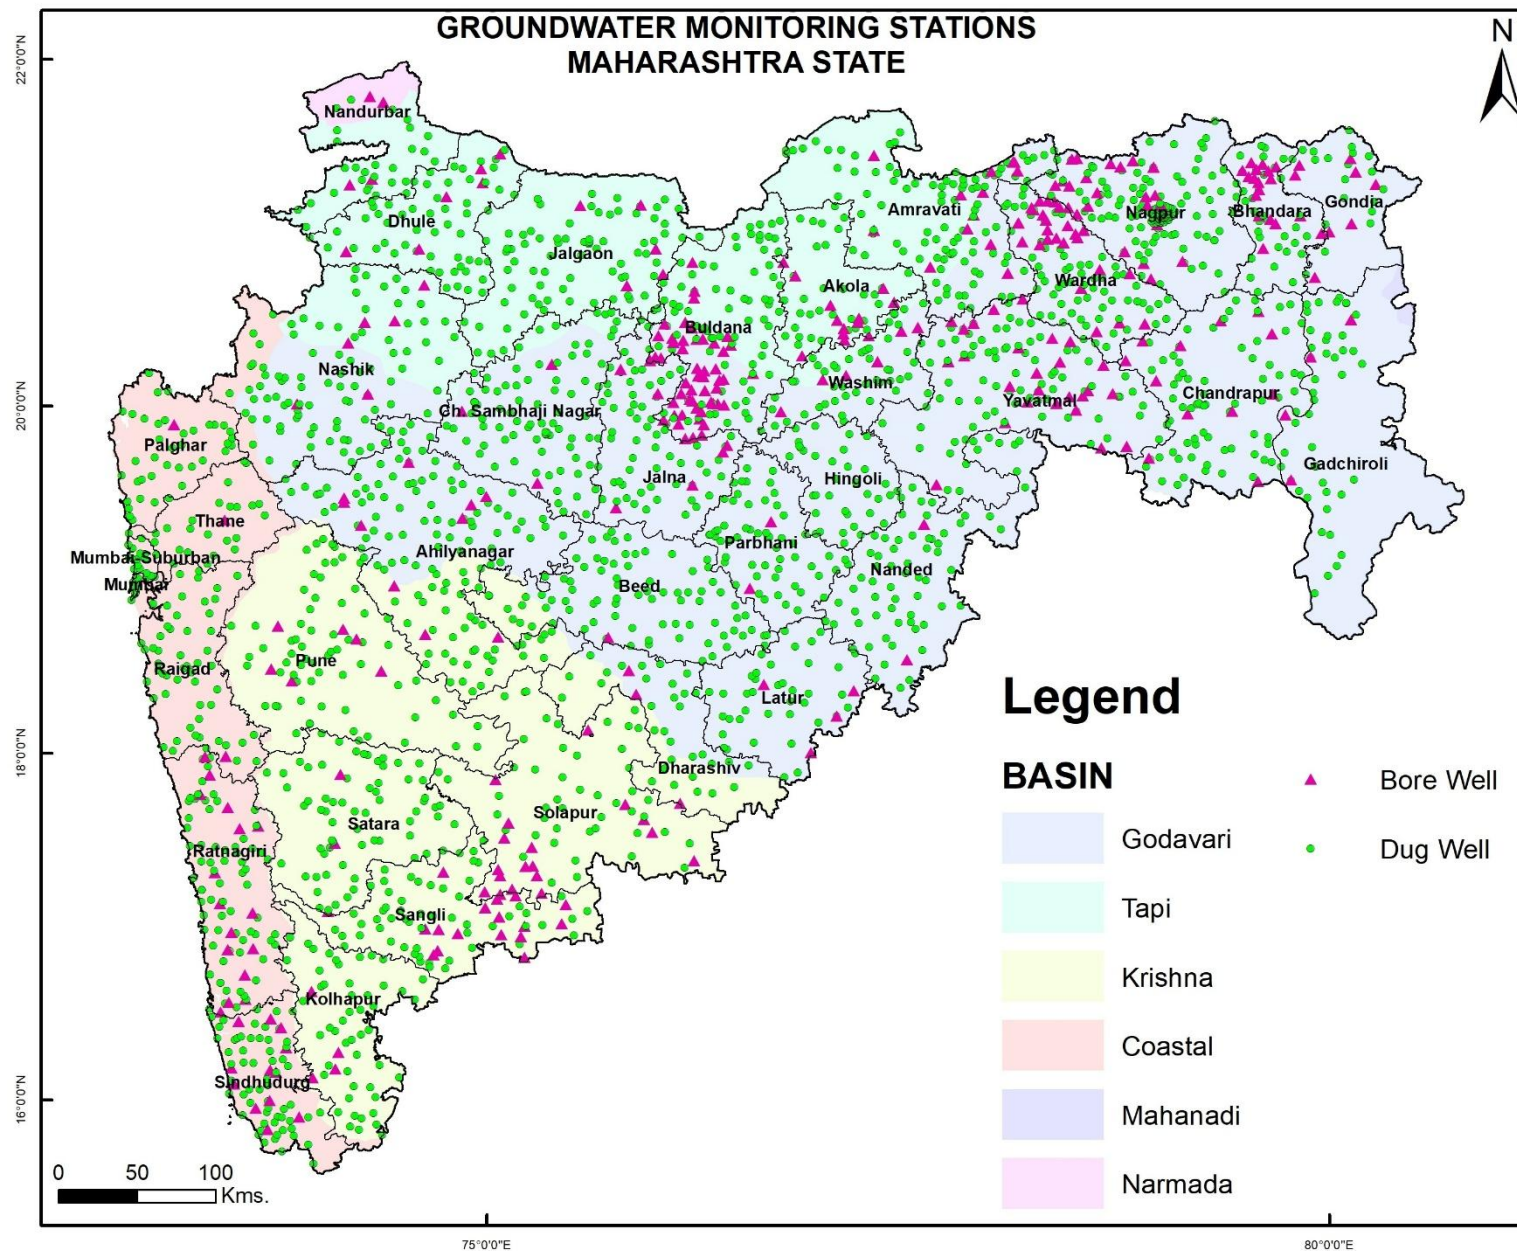 GROUNDWATER MONITORING STATIONS
MAHARASHTRA STATE
N
22°0'0"N
20°0'0"N
18°0'0"N
16°0'0"N
Nandurbar
Dhule
Jalgaon
Amravati
Nagpur
Bhandara
Gondia
Akola
Wardha
Buldana
Nashik
Washim
Ch. Sambhaji Nagar
Yavatmal
Chandrapur
Palghar
Jalna
Hingoli
Gadchiroli
Thane
Mumbai Suburban
Mumbai
Ahilyanagar
Parbhani
Beed
Nanded
Raigad
Pune
Latur
Dharashiv
Satara
Solapur
Ratnagiri
Sangli
Kolhapur
Sindhudurg
Legend
BASIN
Godavari
Tapi
Krishna
Coastal
Mahanadi
Narmada
Bore Well
Dug Well
0 50 100
Kms.
75°0'0"E
80°0'0"E